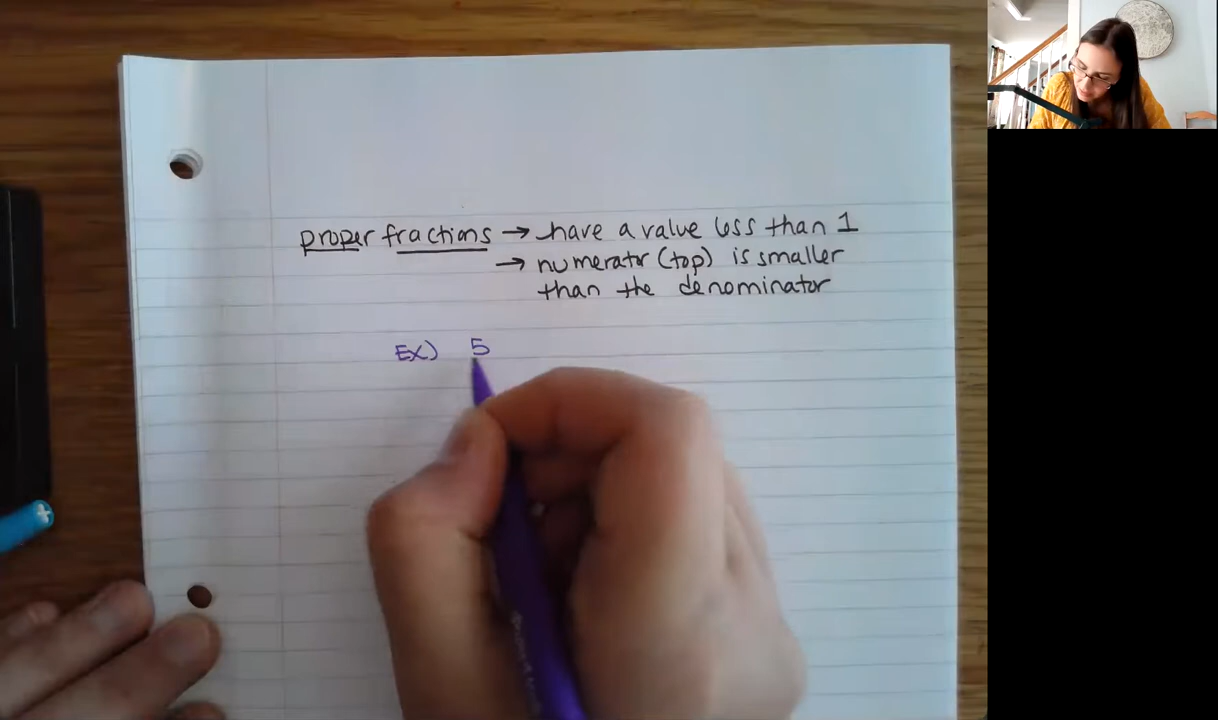 proper fractions → have a value less than 1
→ numerator (top) is smaller
than the denominator
Ex) 5